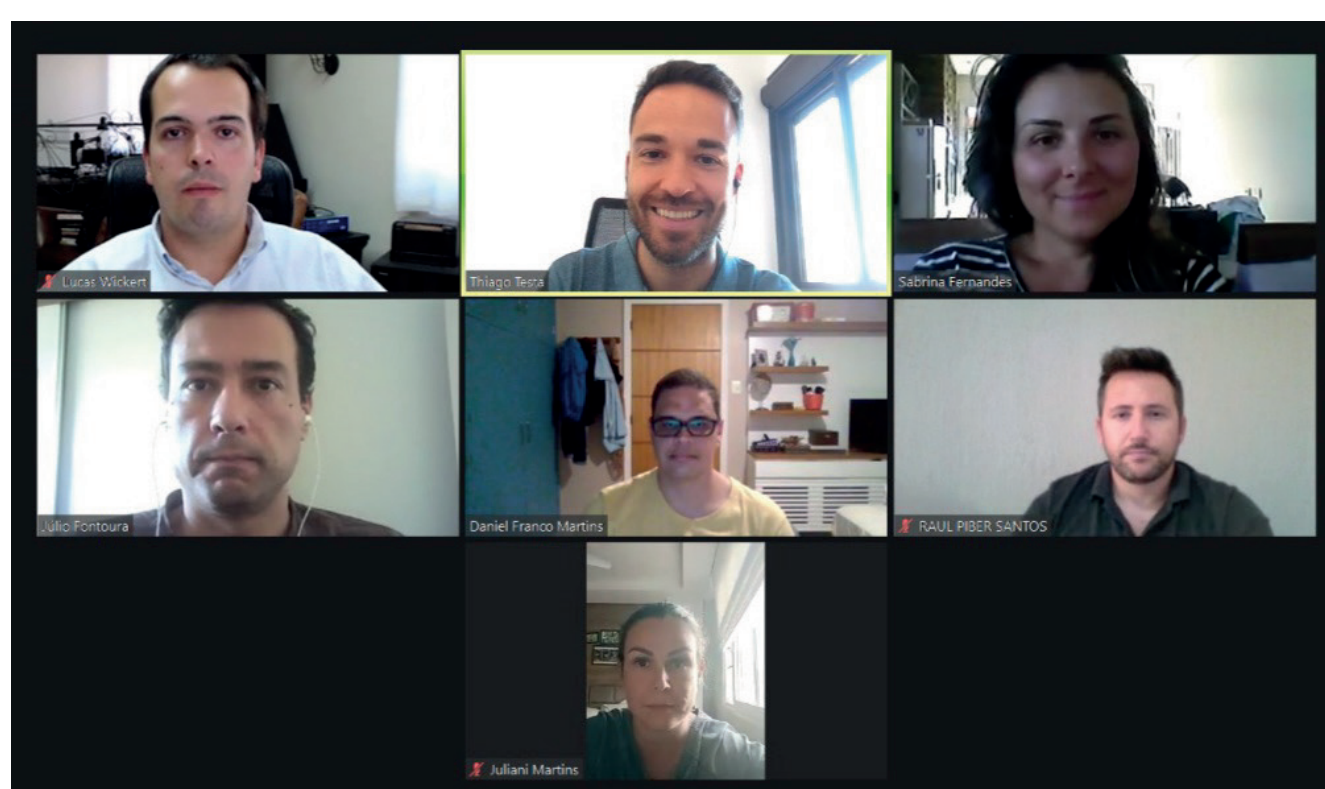 Lucas Wickert
Thiago Testa
Sabrina Fernandes
Julio Fontoura
Daniel Franco Martins
RAUL PIBER SANTOS
Juliani Martins